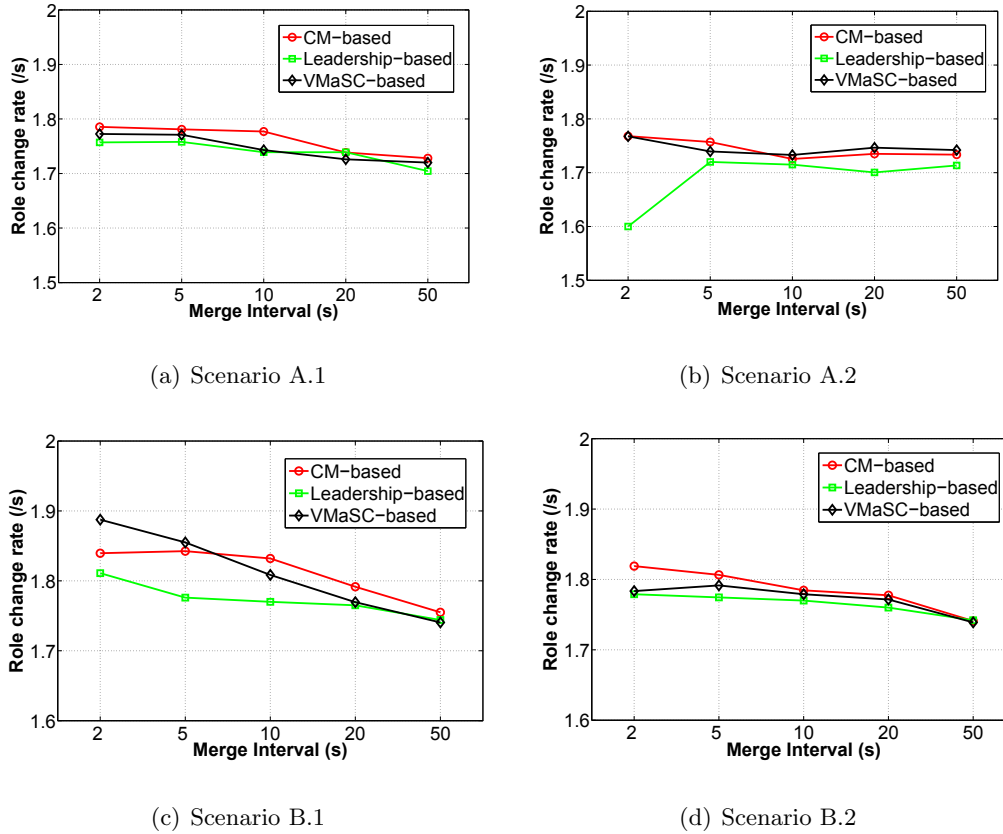 2
1.9
1.8
1.7
1.6
1.5
Role change rate (/s)
CM−based
Leadership−based
VMaSC−based
2 5 10 20 50
Merge Interval (s)
(a) Scenario A.1
2
1.9
1.8
1.7
1.6
1.5
Role change rate (/s)
CM−based
Leadership−based
VMaSC−based
2 5 10 20 50
Merge Interval (s)
(b) Scenario A.2
2
1.9
1.8
1.7
1.6
Role change rate (/s)
CM−based
Leadership−based
VMaSC−based
2 5 10 20 50
Merge Interval (s)
(c) Scenario B.1
2
1.9
1.8
1.7
1.6
Role change rate (/s)
CM−based
Leadership−based
VMaSC−based
2 5 10 20 50
Merge Interval (s)
(d) Scenario B.2